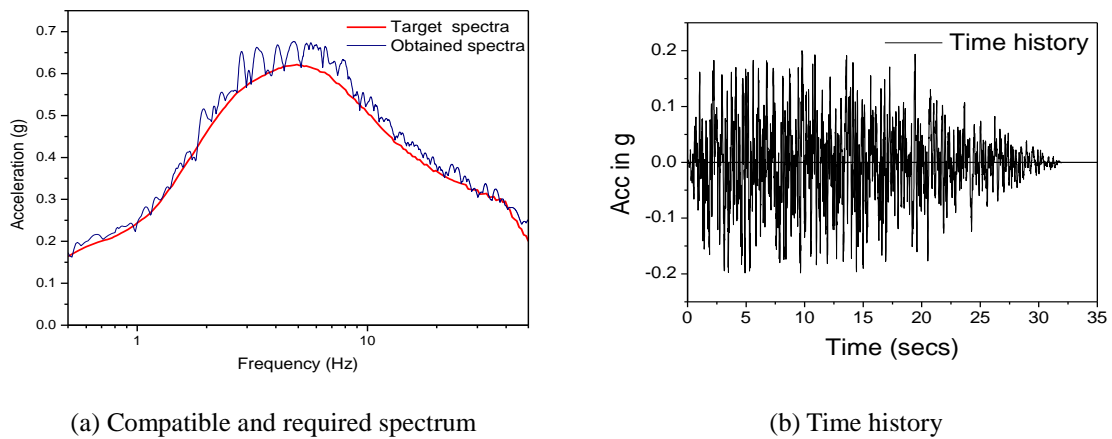 Target spectra
Obtained spectra
0.7
0.6
0.5
0.4
0.3
0.2
0.1
0.0
Acceleration (g)
1
10
Frequency (Hz)
(a) Compatible and required spectrum
Time history
0.2
0.1
0.0
-0.1
-0.2
Acc in g
0
5
10
15
20
25
30
35
Time (secs)
(b) Time history